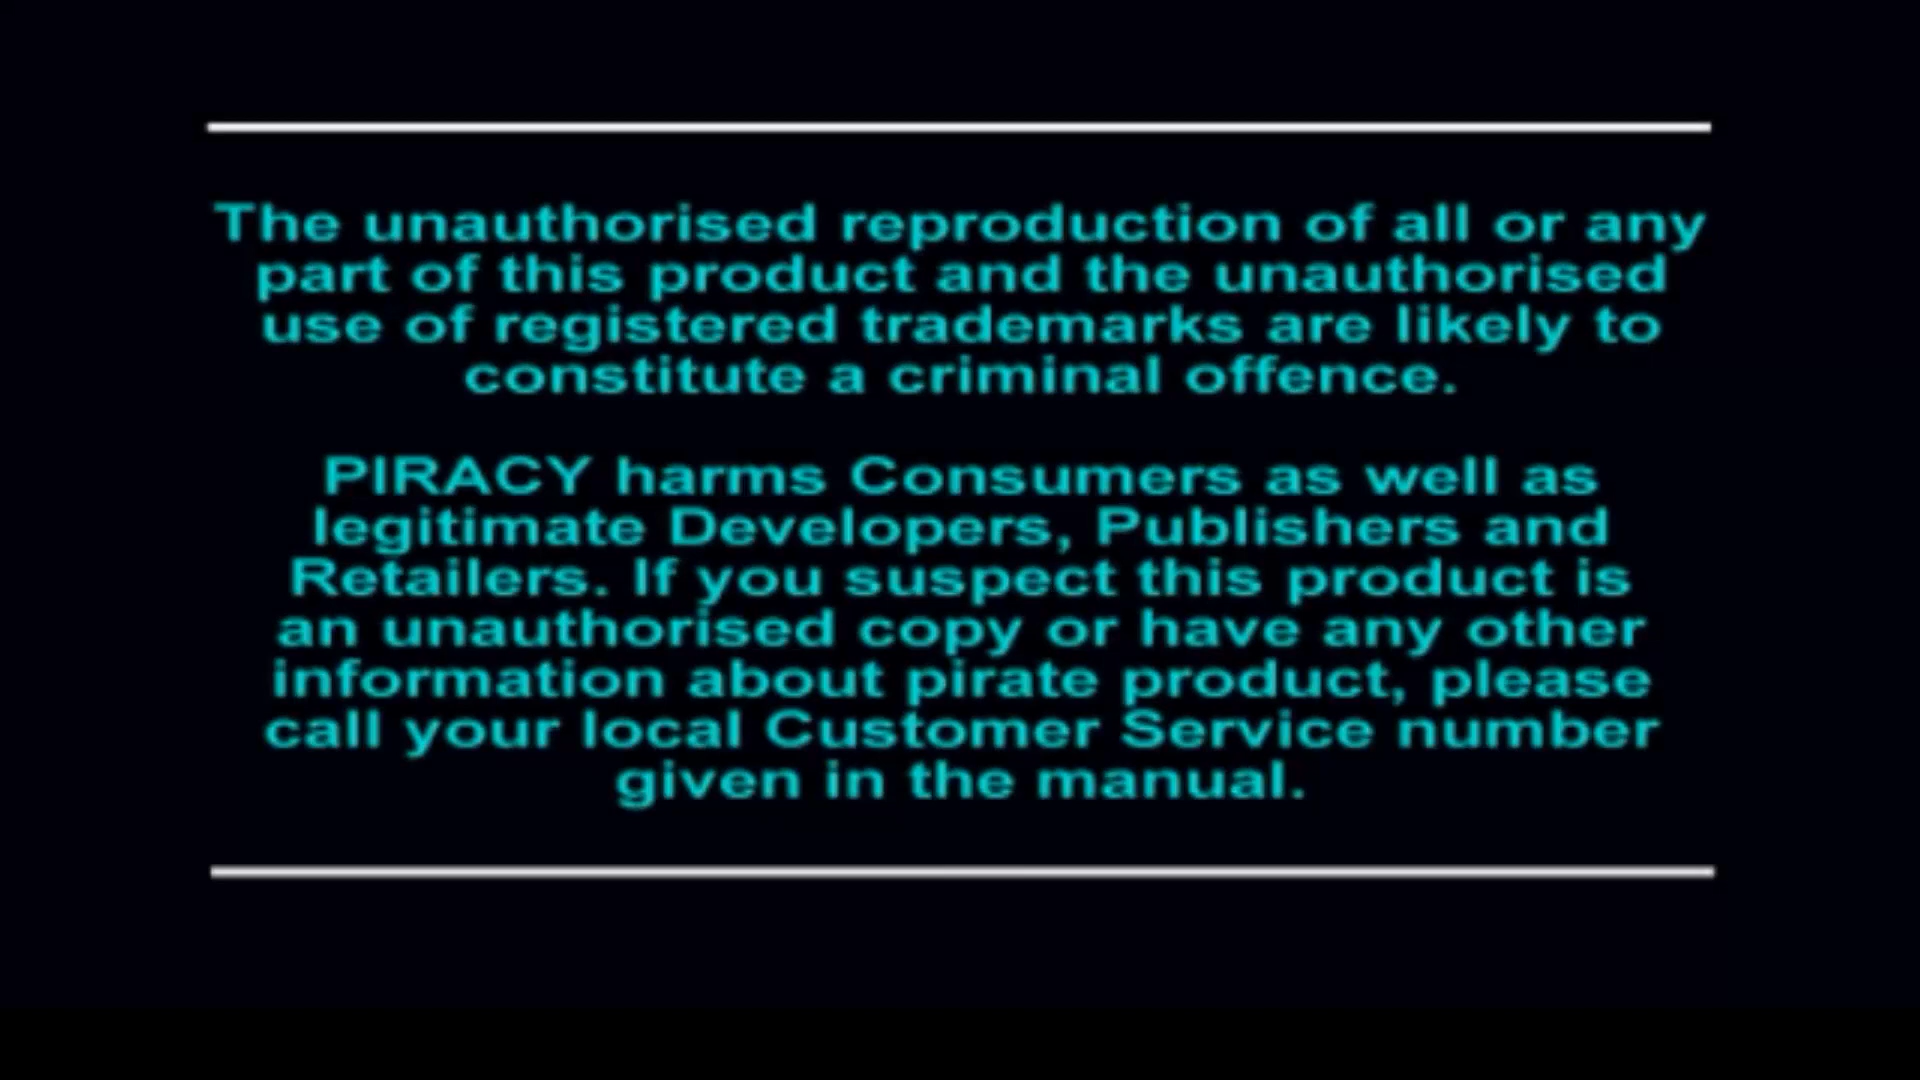 The unauthorised reproduction of all or any
part of this product and the unauthorised
use of registered trademarks are likely to
constitute a criminal offence.
PIRACY harms Consumers as well as
legitimate Developers, Publishers and
Retailers. If you suspect this product is
an unauthorised copy or have any other
information about pirate product, please
call your local Customer Service number
given in the manual.